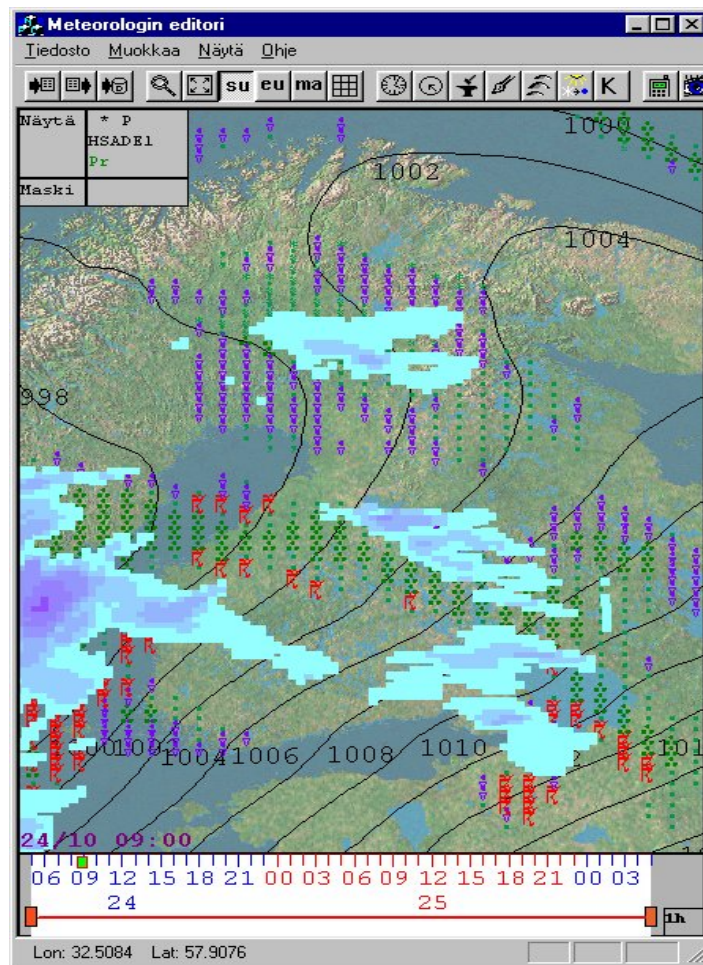 Meteorologin editori
Tiedosto Muokkaa Näytä Ohje
su eu ma K
Näytä * P
HSADE1
Pr
Maski
1000
1002
1004
998
1004 1006 1008 1010
24/10 09:00
06 09 12 15 18 21 00 03 06 09 12 15 18 21 00 03
24 25
1h
Lon: 32.5084 Lat: 57.9076